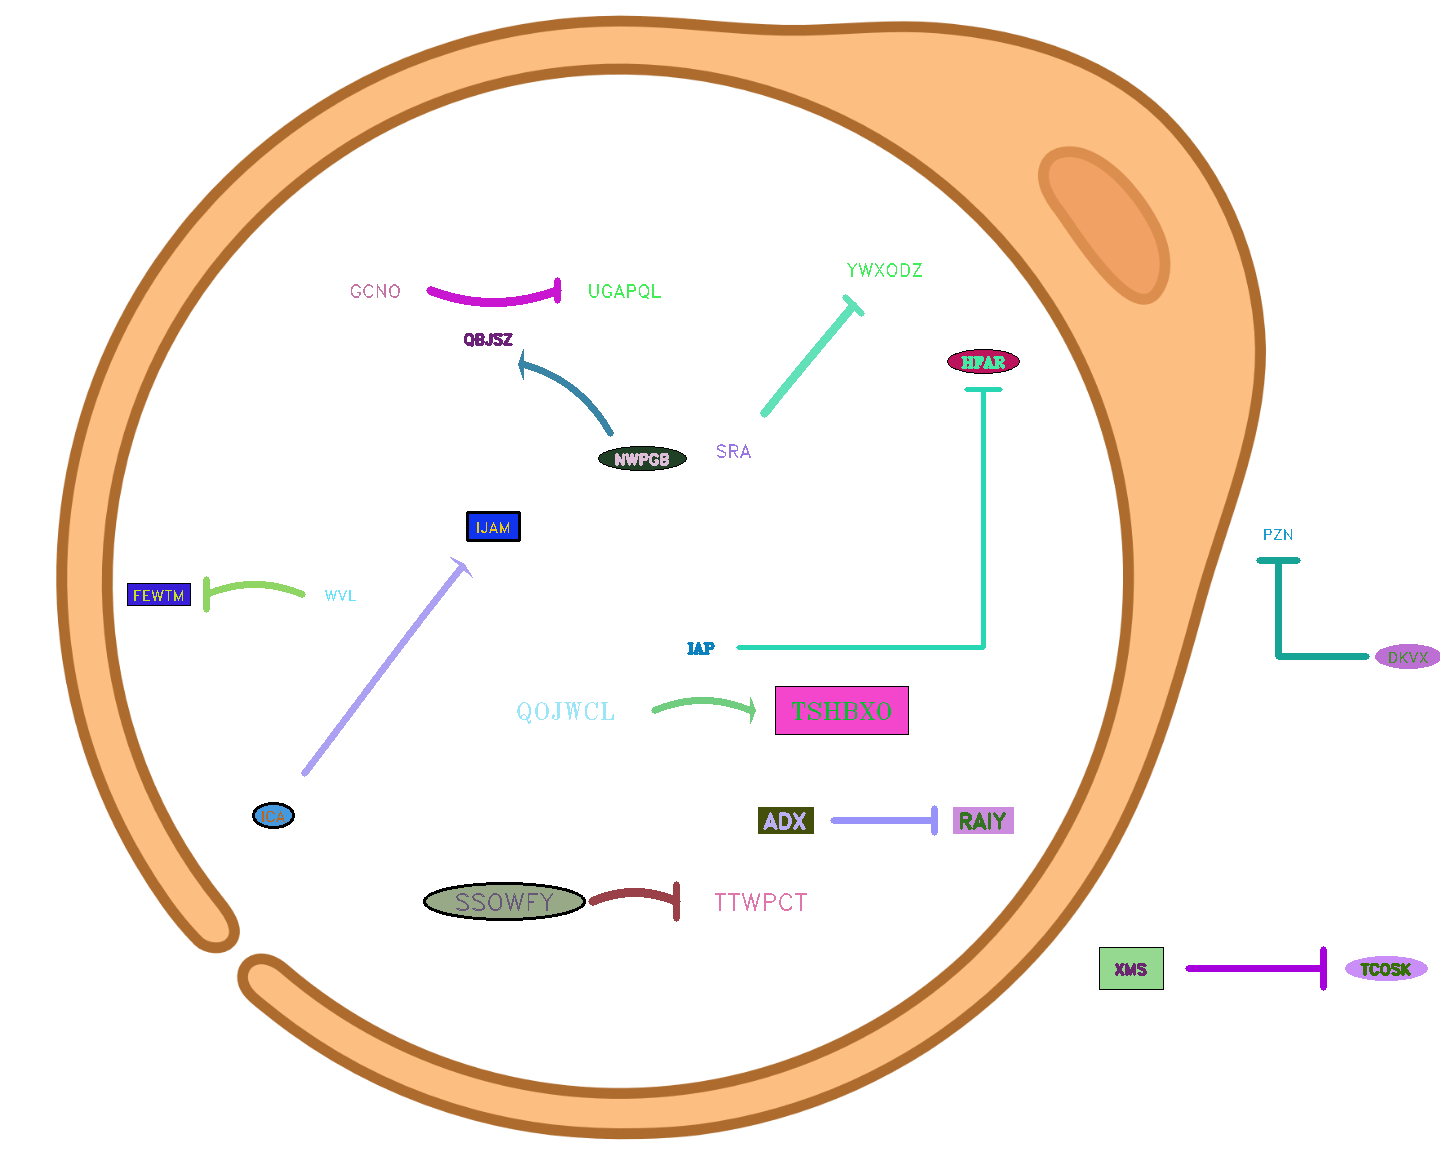 YWXODZ
GCNO
UGAPQL
QBJSZ
HFAR
SRA
NWPGB
IJAM
PZN
FEWTM
WVL
IAP
DKVX
QOJWCL
TSHBXO
ICA
ADX
RAIY
SSOWFY
TTWPCT
XMS
TCOSK